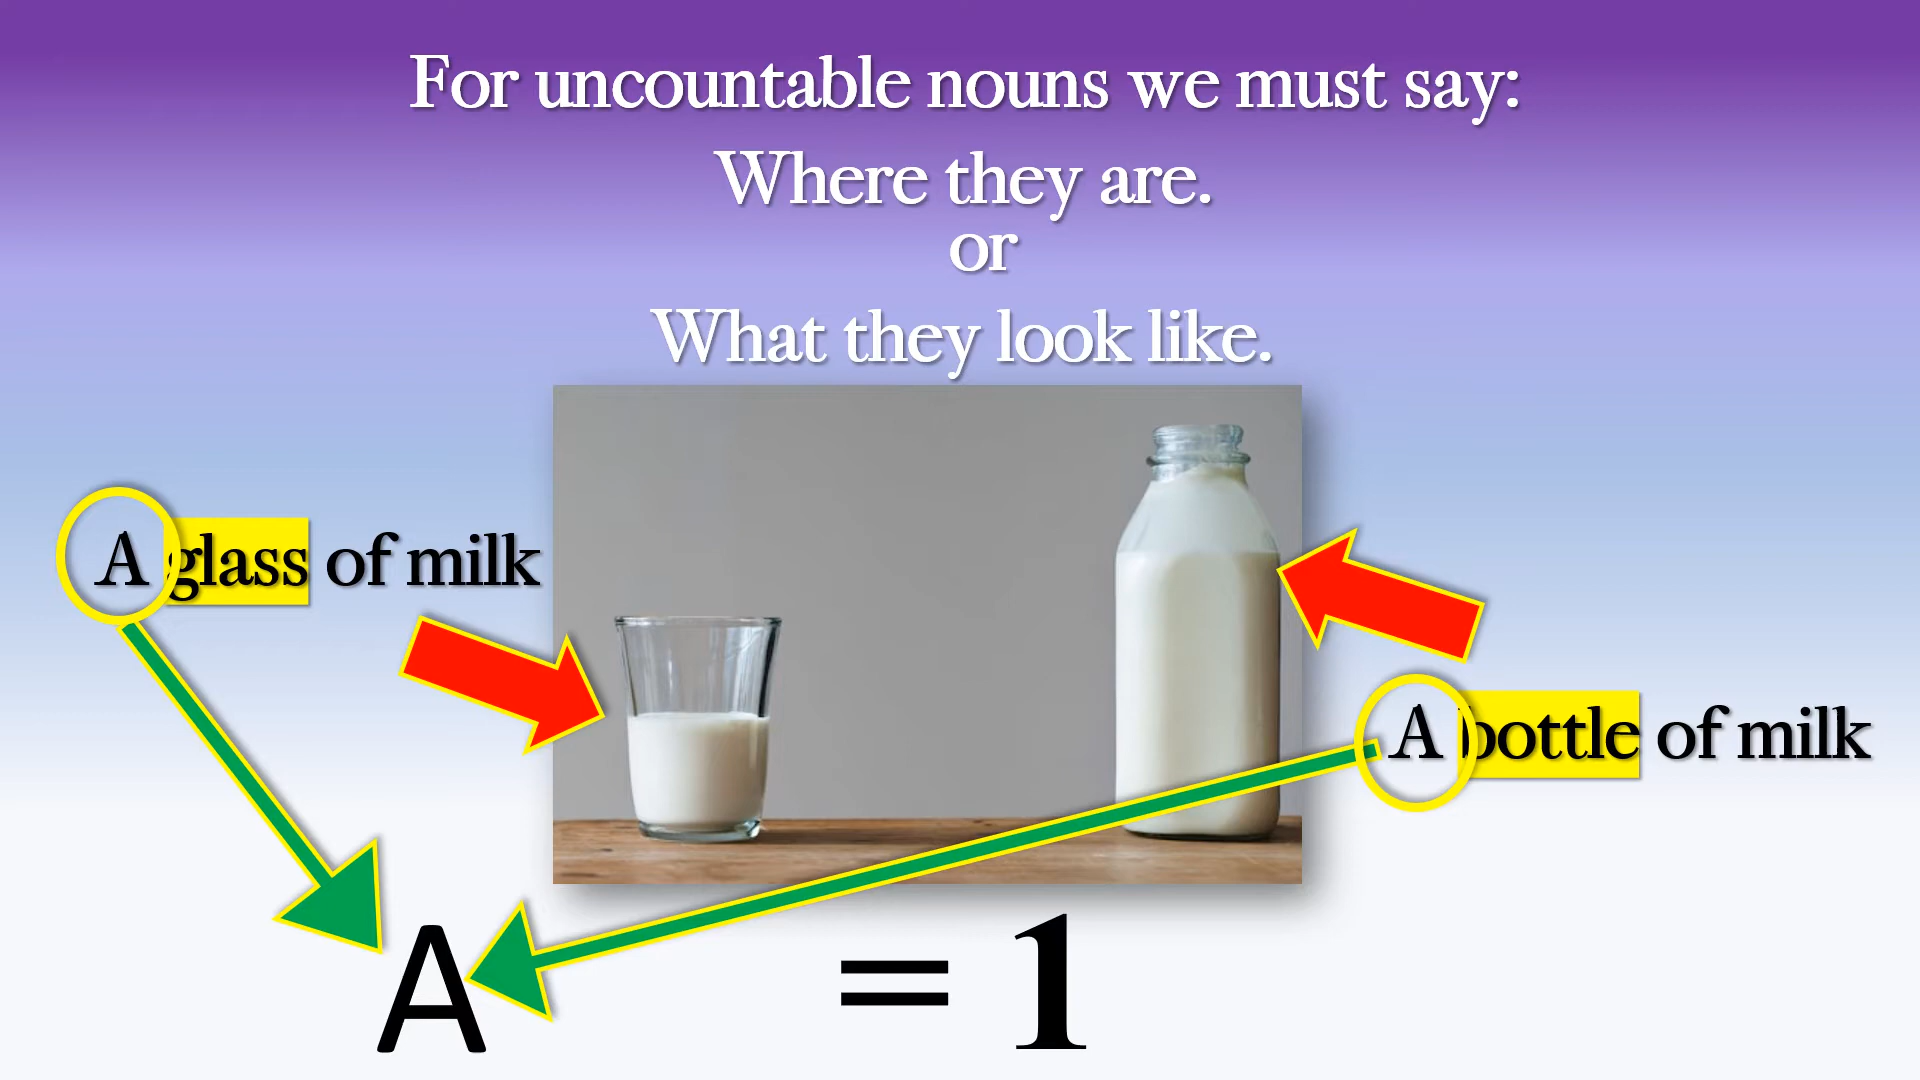 For uncountable nouns we must say:
Where they are.
or
What they look like.
A glass of milk
A bottle of milk
A = 1